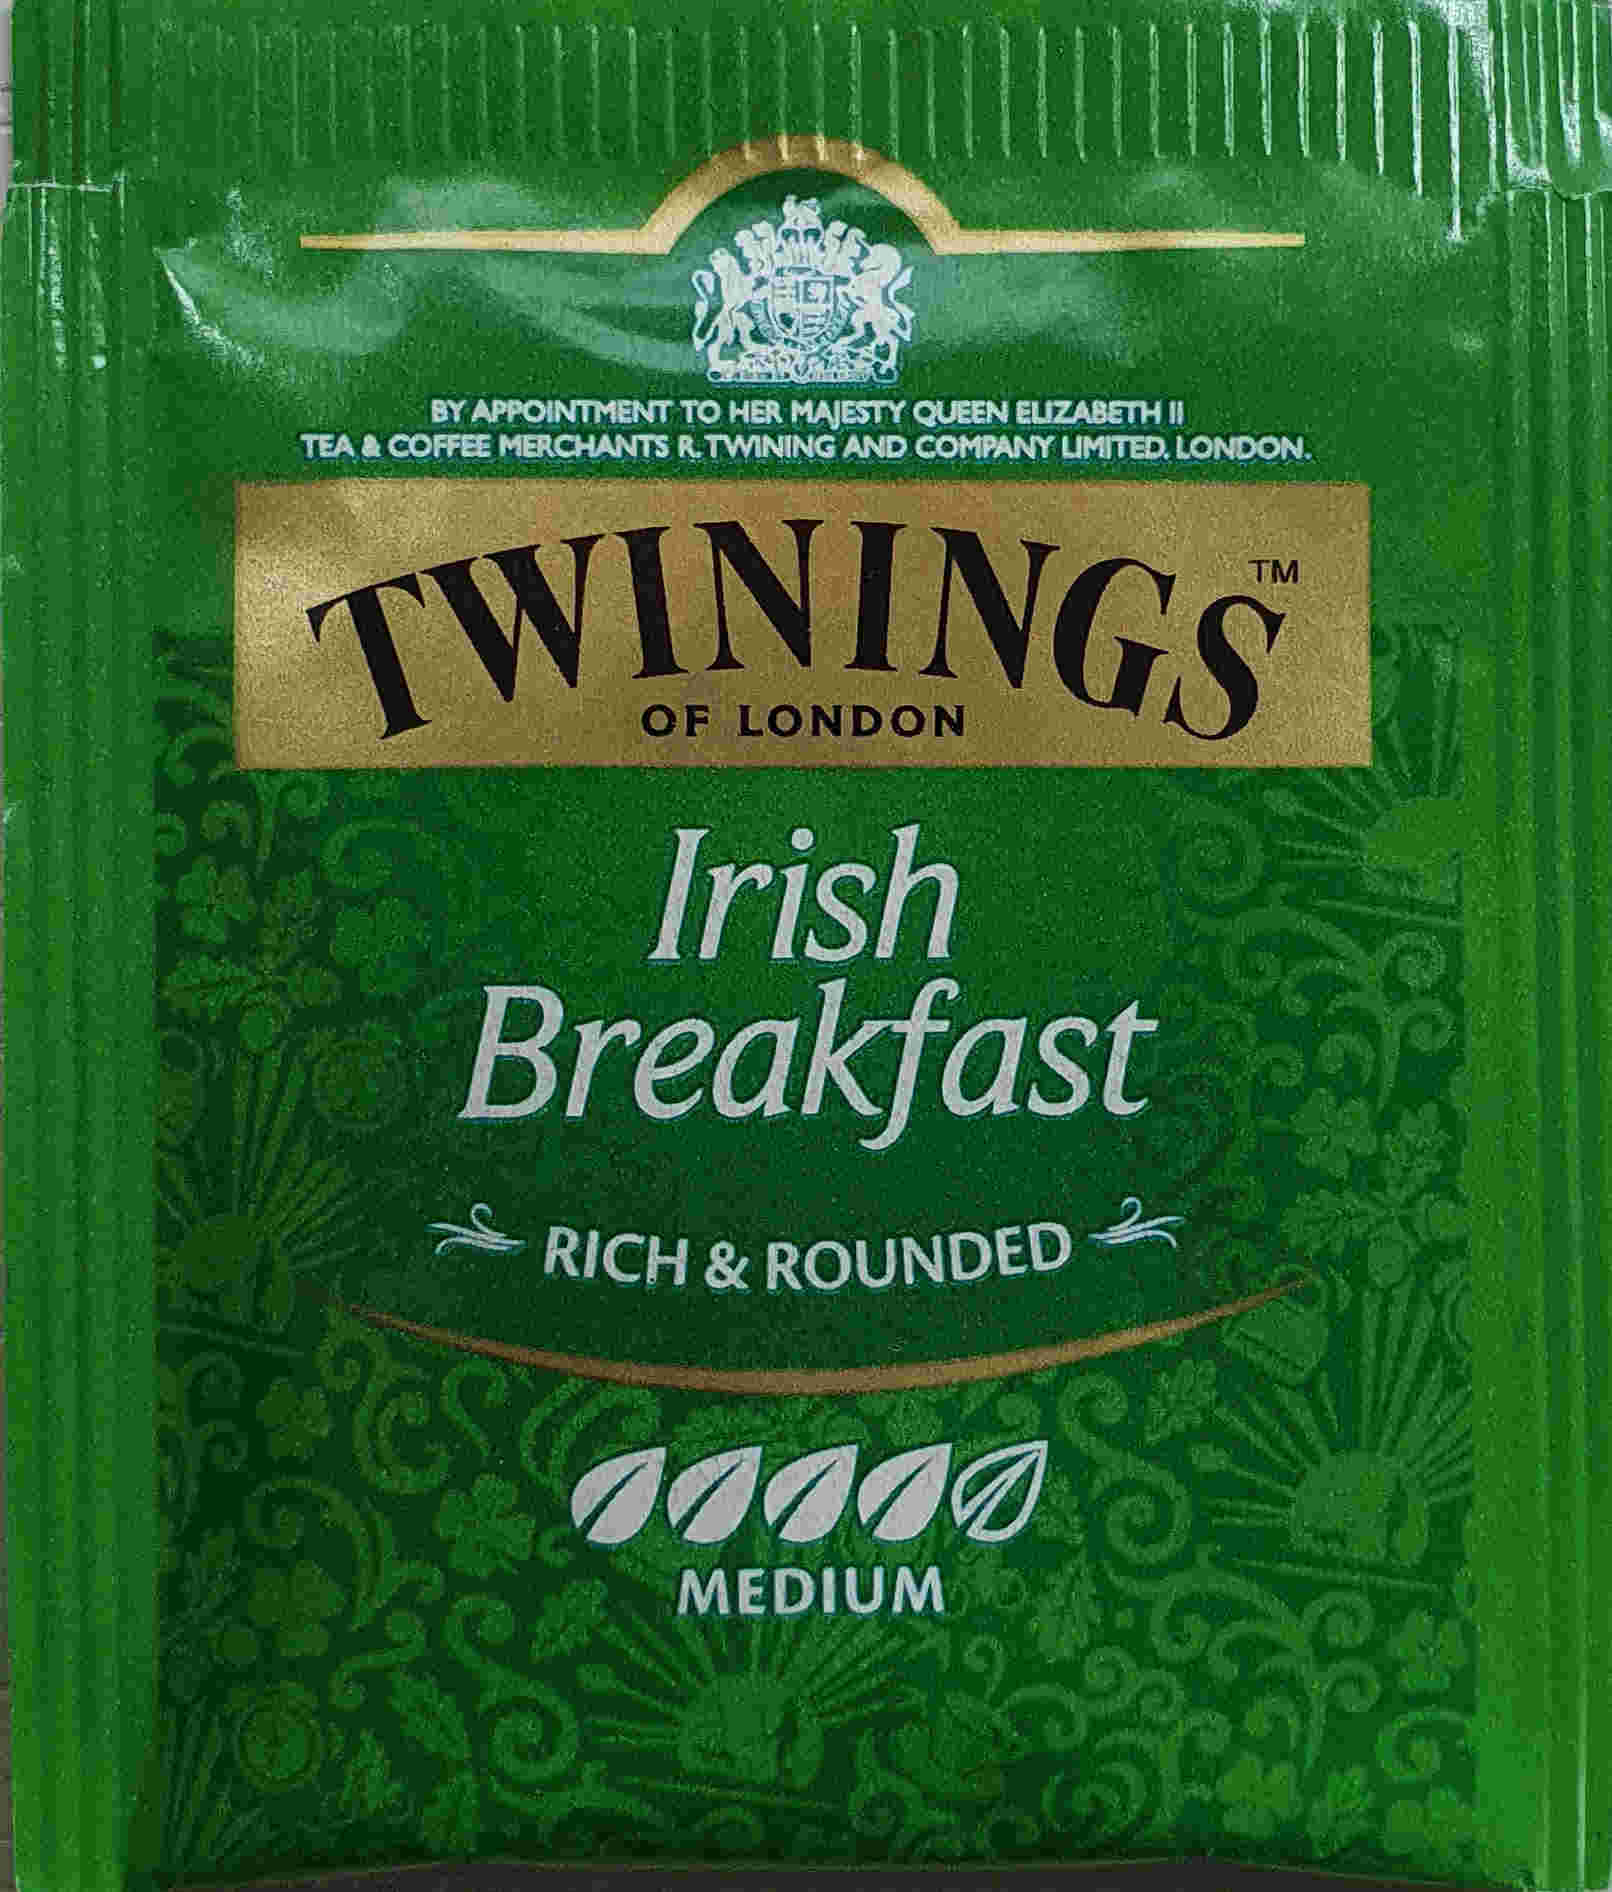 BY APPOINTMENT TO HER MAJESTY QUEEN ELIZABETH II
TEA & COFFEE MERCHANTS R. TWINING AND COMPANY LIMITED. LONDON.
TWININGS™
OF LONDON
Irish
Breakfast
RICH & ROUNDED
MEDIUM